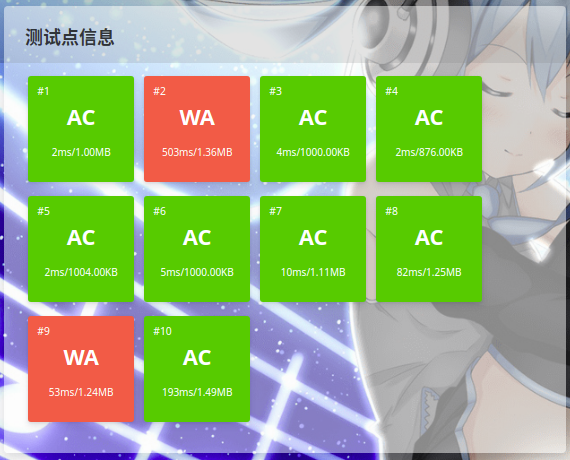 测试点信息
#1
AC
2ms/1.00MB
#2
WA
503ms/1.36MB
#3
AC
4ms/1000.00KB
#4
AC
2ms/876.00KB
#5
AC
2ms/1004.00KB
#6
AC
5ms/1000.00KB
#7
AC
10ms/1.11MB
#8
AC
82ms/1.25MB
#9
WA
53ms/1.24MB
#10
AC
193ms/1.49MB